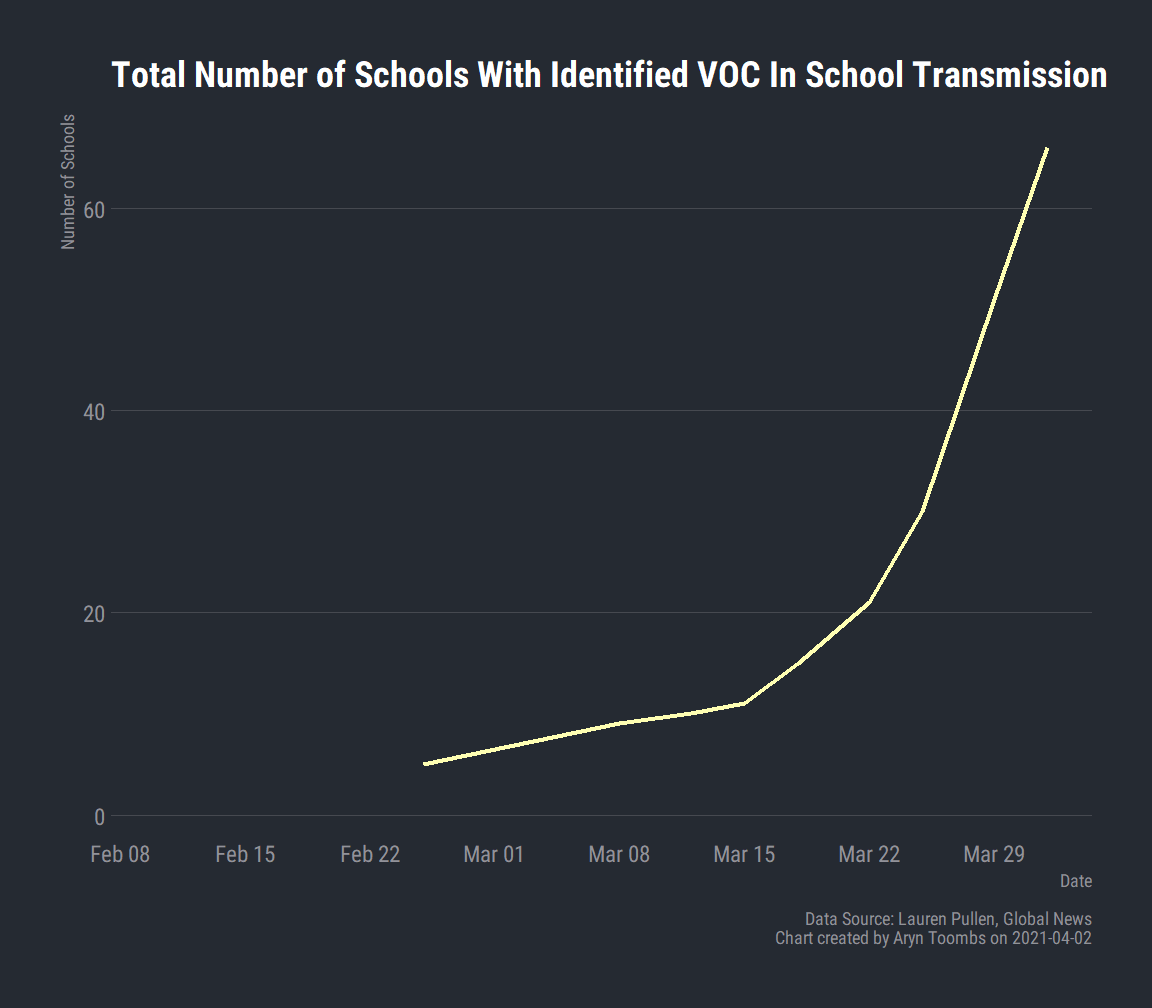 Total Number of Schools With Identified VOC In School Transmission
Number of Schools
60
40
20
0
Feb 08 Feb 15 Feb 22 Mar 01 Mar 08 Mar 15 Mar 22 Mar 29
Date
Data Source: Lauren Pullen, Global News
Chart created by Aryn Toombs on 2021-04-02